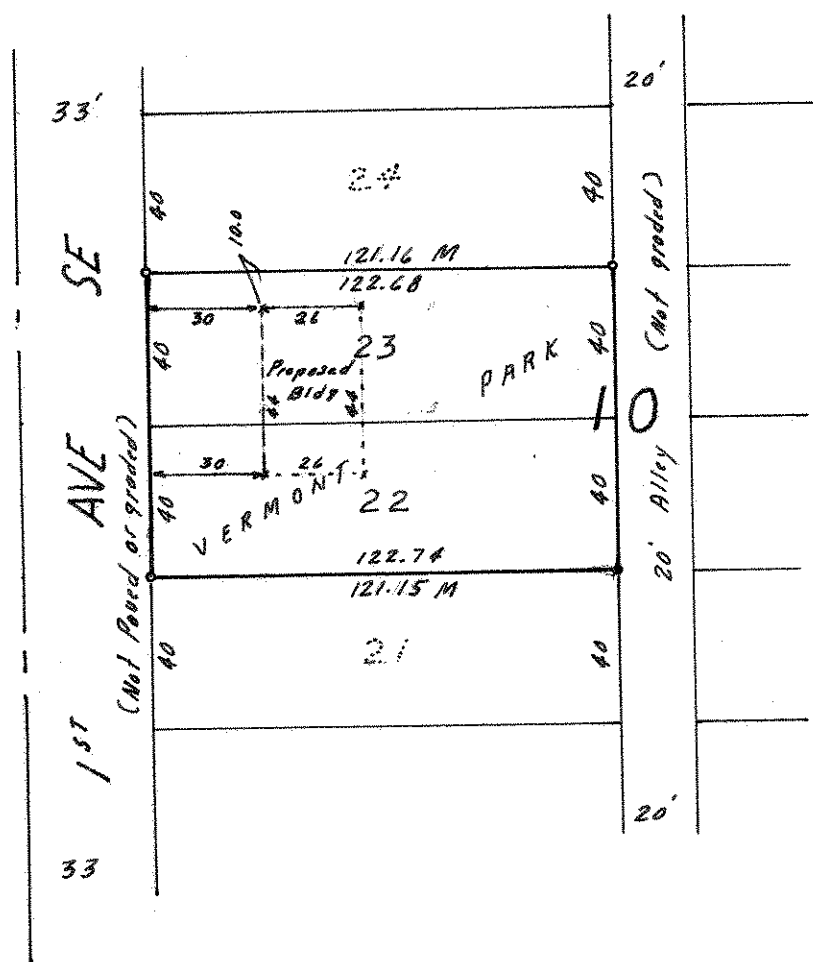 20'
33'
24
40
40
10.0
(Not graded)
SE
121.16 M
122.68
30
26
23
40
40
Proposed
Bldg
PARK
44
44
10
AVE
(Not Paved or graded)
30
26
40
40
VERMONT
22
20' Alley
122.74
121.15 M
40
40
21
1ST
20'
33